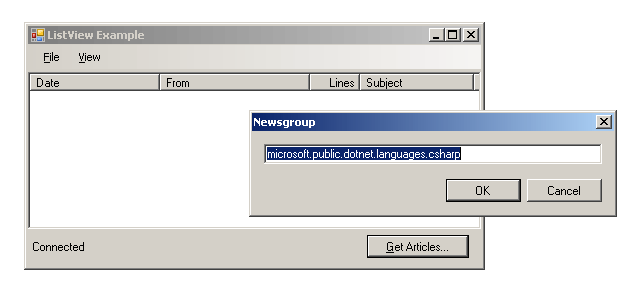 ListView Example
File View
Date From Lines Subject
Newsgroup
microsoft.public.dotnet.languages.csharp
OK Cancel
Connected Get Articles...